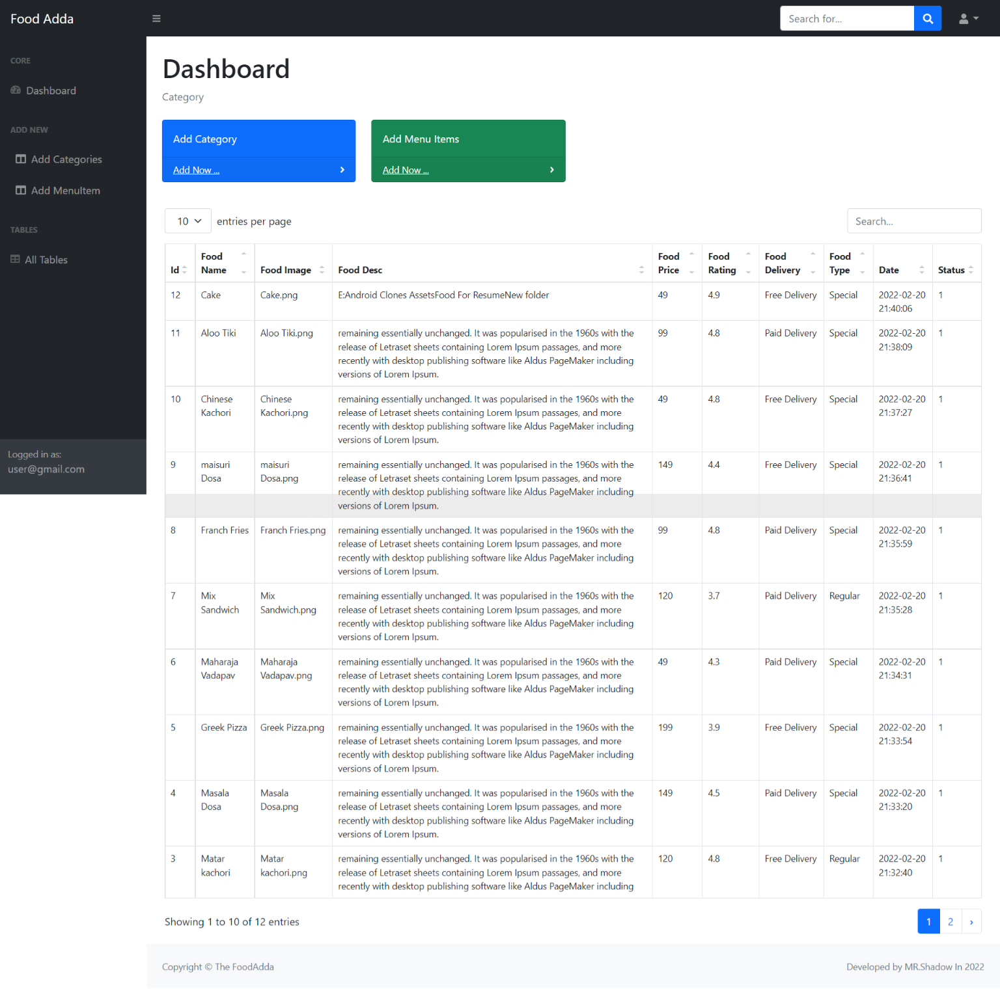 Food Adda
Search for...
CORE
Dashboard
ADD NEW
Add Categories
Add MenuItem
TABLES
All Tables
Logged in as:
user@gmail.com
Dashboard
Category
Add Category
Add Now ...
Add Menu Items
Add Now ...
10 entries per page
Search...
Id Food Name Food Image Food Desc Food Price Food Rating Food Delivery Food Type Date Status
12 Cake Cake.png E:Android Clones AssetsFood For ResumeNew folder 49 4.9 Free Delivery Special 2022-02-20 1
21:40:06
11 Aloo Tiki Aloo Tiki.png remaining essentially unchanged. It was popularised in the 1960s with the 99 4.8 Paid Delivery Special 2022-02-20 1
release of Letraset sheets containing Lorem Ipsum passages, and more 21:38:09
recently with desktop publishing software like Aldus PageMaker including
versions of Lorem Ipsum.
10 Chinese Chinese remaining essentially unchanged. It was popularised in the 1960s with the 49 4.8 Free Delivery Special 2022-02-20 1
Kachori Kachori.png release of Letraset sheets containing Lorem Ipsum passages, and more 21:37:27
recently with desktop publishing software like Aldus PageMaker including
versions of Lorem Ipsum.
9 maisuri maisuri remaining essentially unchanged. It was popularised in the 1960s with the 149 4.4 Free Delivery Special 2022-02-20 1
Dosa Dosa.png release of Letraset sheets containing Lorem Ipsum passages, and more 21:36:41
recently with desktop publishing software like Aldus PageMaker including
versions of Lorem Ipsum.
8 Franch Fries Franch Fries.png remaining essentially unchanged. It was popularised in the 1960s with the 99 4.8 Paid Delivery Special 2022-02-20 1
release of Letraset sheets containing Lorem Ipsum passages, and more 21:35:59
recently with desktop publishing software like Aldus PageMaker including
versions of Lorem Ipsum.
7 Mix Mix remaining essentially unchanged. It was popularised in the 1960s with the 120 3.7 Paid Delivery Regular 2022-02-20 1
Sandwich Sandwich.png release of Letraset sheets containing Lorem Ipsum passages, and more 21:35:28
recently with desktop publishing software like Aldus PageMaker including
versions of Lorem Ipsum.
6 Maharaja Maharaja remaining essentially unchanged. It was popularised in the 1960s with the 49 4.3 Paid Delivery Special 2022-02-20 1
Vadapav Vadapav.png release of Letraset sheets containing Lorem Ipsum passages, and more 21:34:31
recently with desktop publishing software like Aldus PageMaker including
versions of Lorem Ipsum.
5 Greek Pizza Greek Pizza.png remaining essentially unchanged. It was popularised in the 1960s with the 199 3.9 Free Delivery Special 2022-02-20 1
release of Letraset sheets containing Lorem Ipsum passages, and more 21:33:54
recently with desktop publishing software like Aldus PageMaker including
versions of Lorem Ipsum.
4 Masala Masala remaining essentially unchanged. It was popularised in the 1960s with the 149 4.5 Paid Delivery Special 2022-02-20 1
Dosa Dosa.png release of Letraset sheets containing Lorem Ipsum passages, and more 21:33:20
recently with desktop publishing software like Aldus PageMaker including
versions of Lorem Ipsum.
3 Matar Matar remaining essentially unchanged. It was popularised in the 1960s with the 120 4.8 Free Delivery Regular 2022-02-20 1
kachori kachori.png release of Letraset sheets containing Lorem Ipsum passages, and more 21:32:40
recently with desktop publishing software like Aldus PageMaker including
Showing 1 to 10 of 12 entries
1 2 ›
Copyright © The FoodAdda
Developed by MR.Shadow In 2022